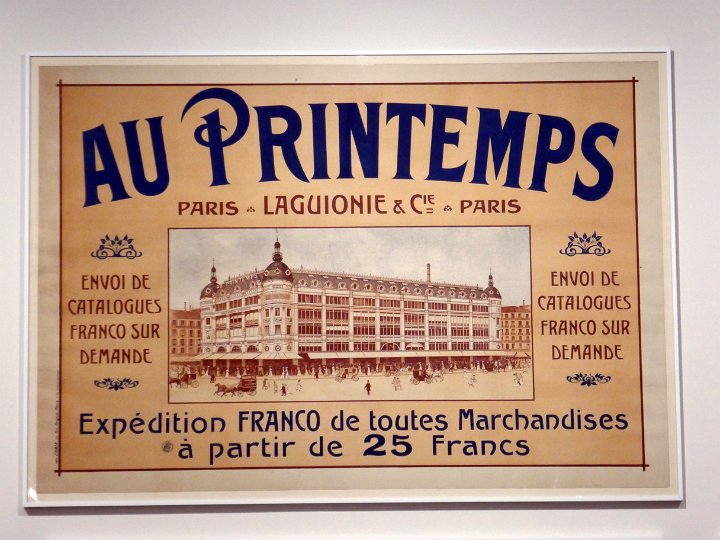 AU PRINTEMPS
PARIS LAGUIONIE & CIE PARIS
ENVOI DE
CATALOGUES
FRANCO SUR
DEMANDE
ENVOI DE
CATALOGUES
FRANCO SUR
DEMANDE
Expédition FRANCO de toutes Marchandises
à partir de 25 Francs